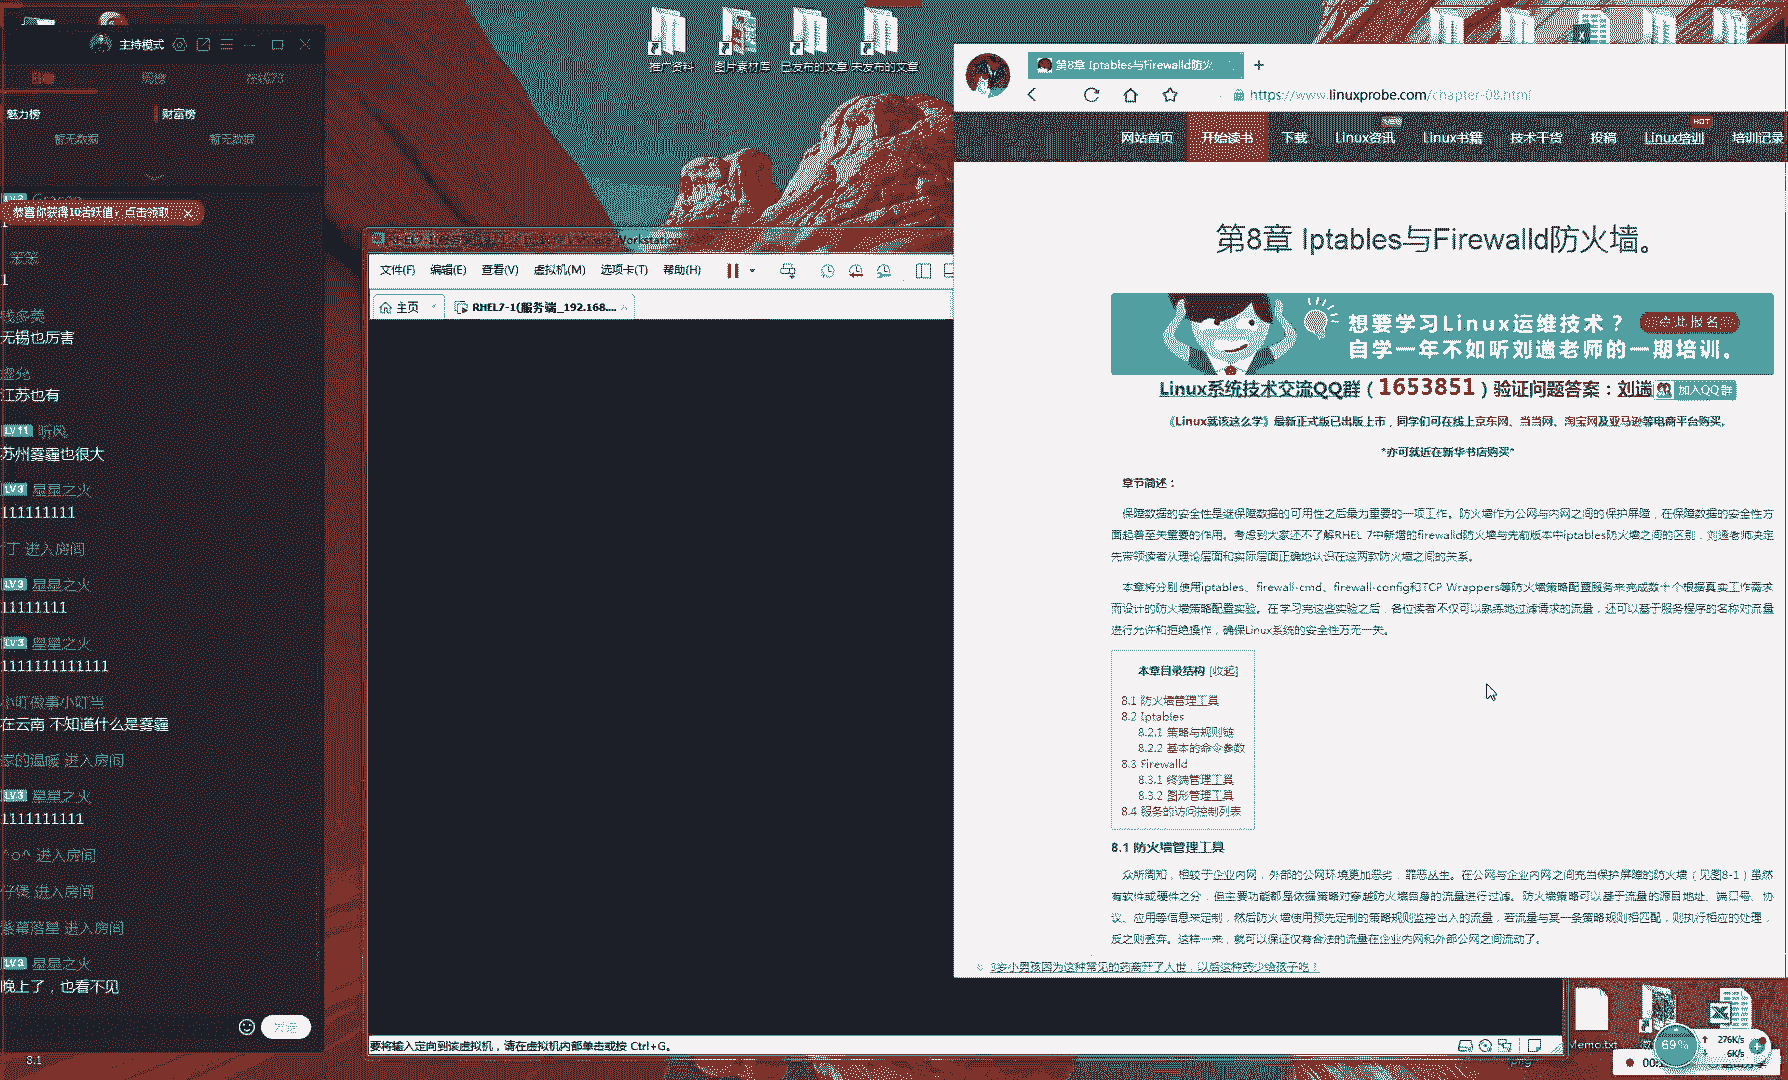 主持模式
魅力榜
财富榜
暂无数据
暂无数据
恭喜你获得10活跃值，点击领取
1
无锡也厉害
江苏也有
LV11 听风
苏州雾霾也很大
LV3 星星之火
111111111
丁 进入房间
LV3 星星之火
11111111
LV3 星星之火
1111111111111
小叮做事小叮当
在云南 不知道什么是雾霾
家的温暖 进入房间
LV3 星星之火
1111111111
^o^ 进入房间
进入房间
紫幕落星 进入房间
LV3 星星之火
晚上了，也看不见
发送
8.1
推广资料
图片素材库
已发布的文章
未发布的文章
文件(F) 编辑(E) 查看(V) 虚拟机(M) 选项卡(T) 帮助(H)
主页
RHEL7-1(服务端_192.168....
要将输入定向到该虚拟机，请在虚拟机内部单击或按 Ctrl+G。
第8章 Iptables与Firewalld防火
https://www.linuxprobe.com/chapter-08.html
网站首页 开始读书 下载 Linux资讯 Linux书籍 技术干货 投稿 Linux培训 培训记录
HOT
第8章 Iptables与Firewalld防火墙。
想要学习Linux运维技术？ 点此报名
自学一年不如听刘遄老师的一期培训。
Linux系统技术交流QQ群（1653851）验证问题答案：刘遄 加入QQ群
《Linux就该这么学》最新正式版已出版上市，同学们可在线上京东网、当当网、淘宝网及亚马逊等电商平台购买。
*亦可就近在新华书店购买*
章节简述：
保障数据的安全性是继保障数据的可用性之后最为重要的一项工作。防火墙作为公网与内网之间的保护屏障，在保障数据的安全性方
面起着至关重要的作用。考虑到大家还不了解RHEL 7中新增的firewalld防火墙与先前版本中iptables防火墙之间的区别，刘遄老师决定
先带领读者从理论层面和实际层面正确地认识在这两款防火墙之间的关系。
本章将分别使用iptables、firewall-cmd、firewall-config和TCP Wrappers等防火墙策略配置服务来完成数十个根据真实工作需求
而设计的防火墙策略配置实验。在学习完这些实验之后，各位读者不仅可以熟练地过滤请求的流量，还可以基于服务程序的名称对流量
进行允许和拒绝操作，确保Linux系统的安全性万无一失。
本章目录结构 [收起]
8.1 防火墙管理工具
8.2 Iptables
8.2.1 策略与规则链
8.2.2 基本的命令参数
8.3 Firewalld
8.3.1 终端管理工具
8.3.2 图形管理工具
8.4 服务的访问控制列表
8.1 防火墙管理工具
众所周知，相较于企业内网，外部的公网环境更加恶劣，罪恶丛生。在公网与企业内网之间充当保护屏障的防火墙（见图8-1）虽然
有软件或硬件之分，但主要功能都是依据策略对穿越防火墙自身的流量进行过滤。防火墙策略可以基于流量的源目地址、端口号、协
议、应用等信息来定制，然后防火墙使用预先定制的策略规则监控出入的流量，若流量与某一条策略规则相匹配，则执行相应的处理，
反之则丢弃。这样一来，就可以保证仅有合法的流量在企业内网和外部公网之间流动了。
Memo.txt
69%
276K/s
6K/s